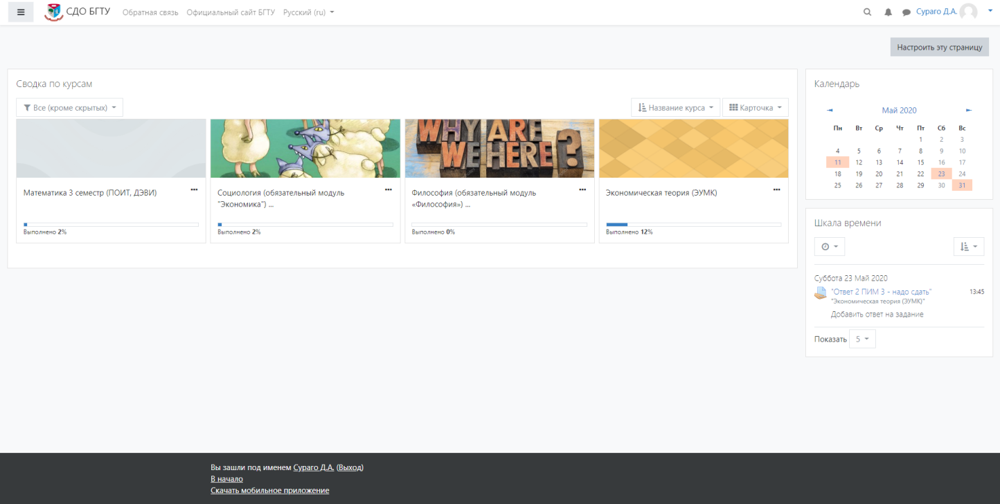 СДО БГТУ Обратная связь Официальный сайт БГТУ Русский (ru) Сураго Д.А.
Настроить эту страницу
Сводка по курсам
Все (кроме скрытых) Название курса Карточка
WHY ARE
WE HERE?
Математика 3 семестр (ПОИТ, ДЭВИ) ...
Выполнено 2%
Социология (обязательный модуль ...
"Экономика") ...
Выполнено 2%
Философия (обязательный модуль ...
«Философия») ...
Выполнено 0%
Экономическая теория (ЭУМК) ...
Выполнено 12%
Календарь
◄ Май 2020 ►
Пн Вт Ср Чт Пт Сб Вс
1 2 3
4 5 6 7 8 9 10
11 12 13 14 15 16 17
18 19 20 21 22 23 24
25 26 27 28 29 30 31
Шкала времени
Суббота 23 Май 2020
"Ответ 2 ПИМ 3 - надо сдать" 13:45
"Экономическая теория (ЭУМК)"
Добавить ответ на задание
Показать 5
Вы зашли под именем Сураго Д.А. (Выход)
В начало
Скачать мобильное приложение